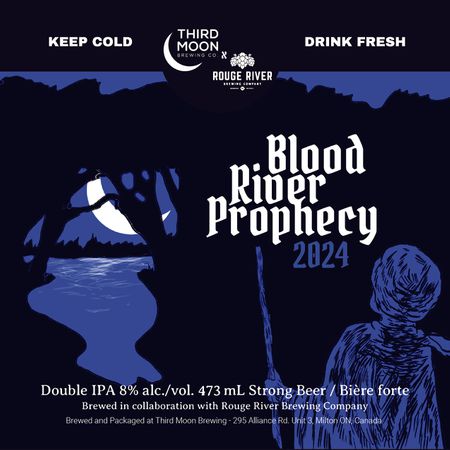 KEEP COLD
THIRD
MOON
BREWING CO
x
ROUGE RIVER
BREWING COMPANY
DRINK FRESH
Blood
River
Prophecy
2024
Double IPA 8% alc./vol. 473 mL Strong Beer / Bière forte
Brewed in collaboration with Rouge River Brewing Company
Brewed and Packaged at Third Moon Brewing - 295 Alliance Rd. Unit 3, Milton ON, Canada